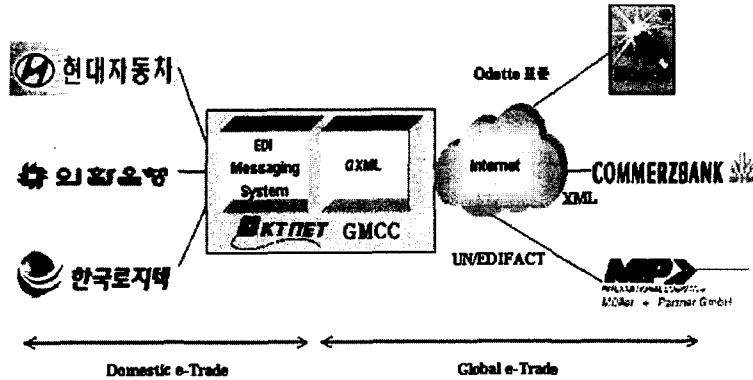 현대자동차
외환은행
한국로지텍
EDI
Messaging
System
GXML
KTNET
GMCC
Internet
Odette 표준
COMMERZBANK
XML
UN/EDIFACT
MP
Müller + Partner GmbH
Domestic e-Trade
Global e-Trade